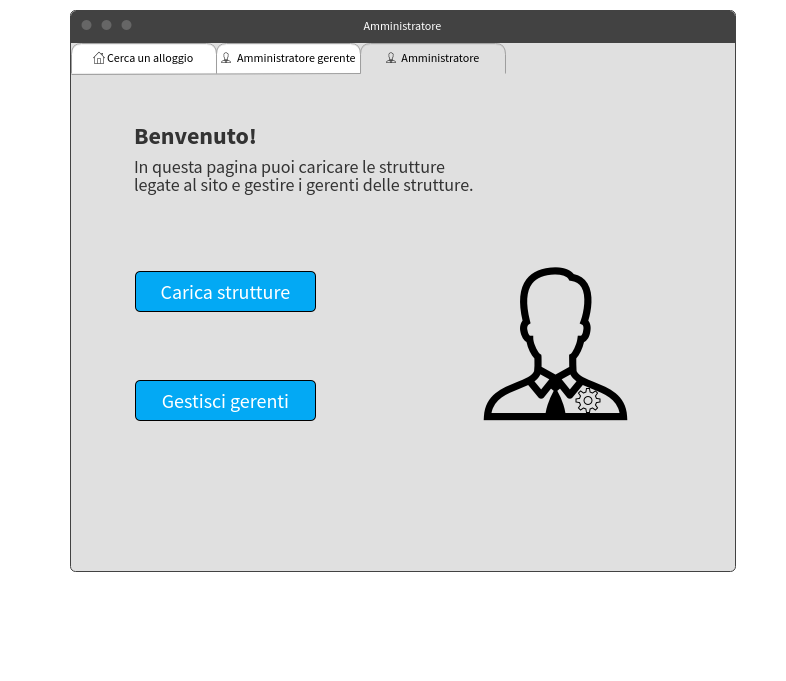 Amministratore
Cerca un alloggio
Amministratore gerente
Amministratore
Benvenuto!
In questa pagina puoi caricare le strutture
legate al sito e gestire i gerenti delle strutture.
Carica strutture
Gestisci gerenti